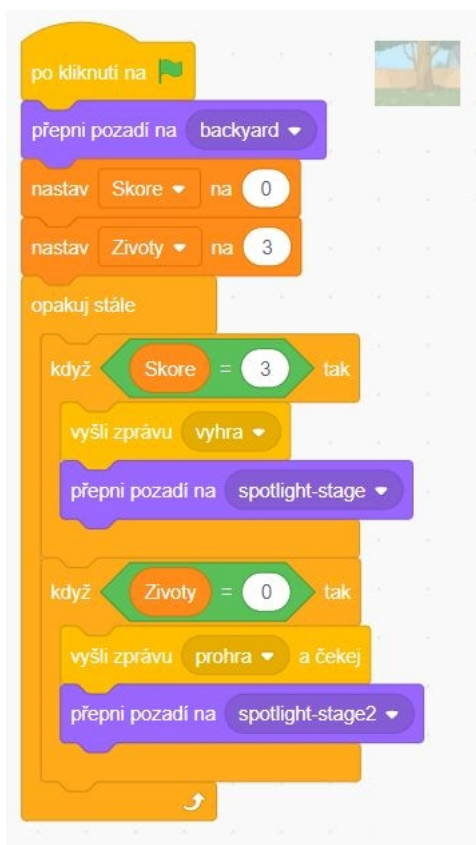 po kliknutí na
přepni pozadí na backyard
nastav Skore na 0
nastav Zivoty na 3
opakuj stále
když Skore = 3 tak
vyšli zprávu vyhra
přepni pozadí na spotlight-stage
když Zivoty = 0 tak
vyšli zprávu prohra a čekej
přepni pozadí na spotlight-stage2